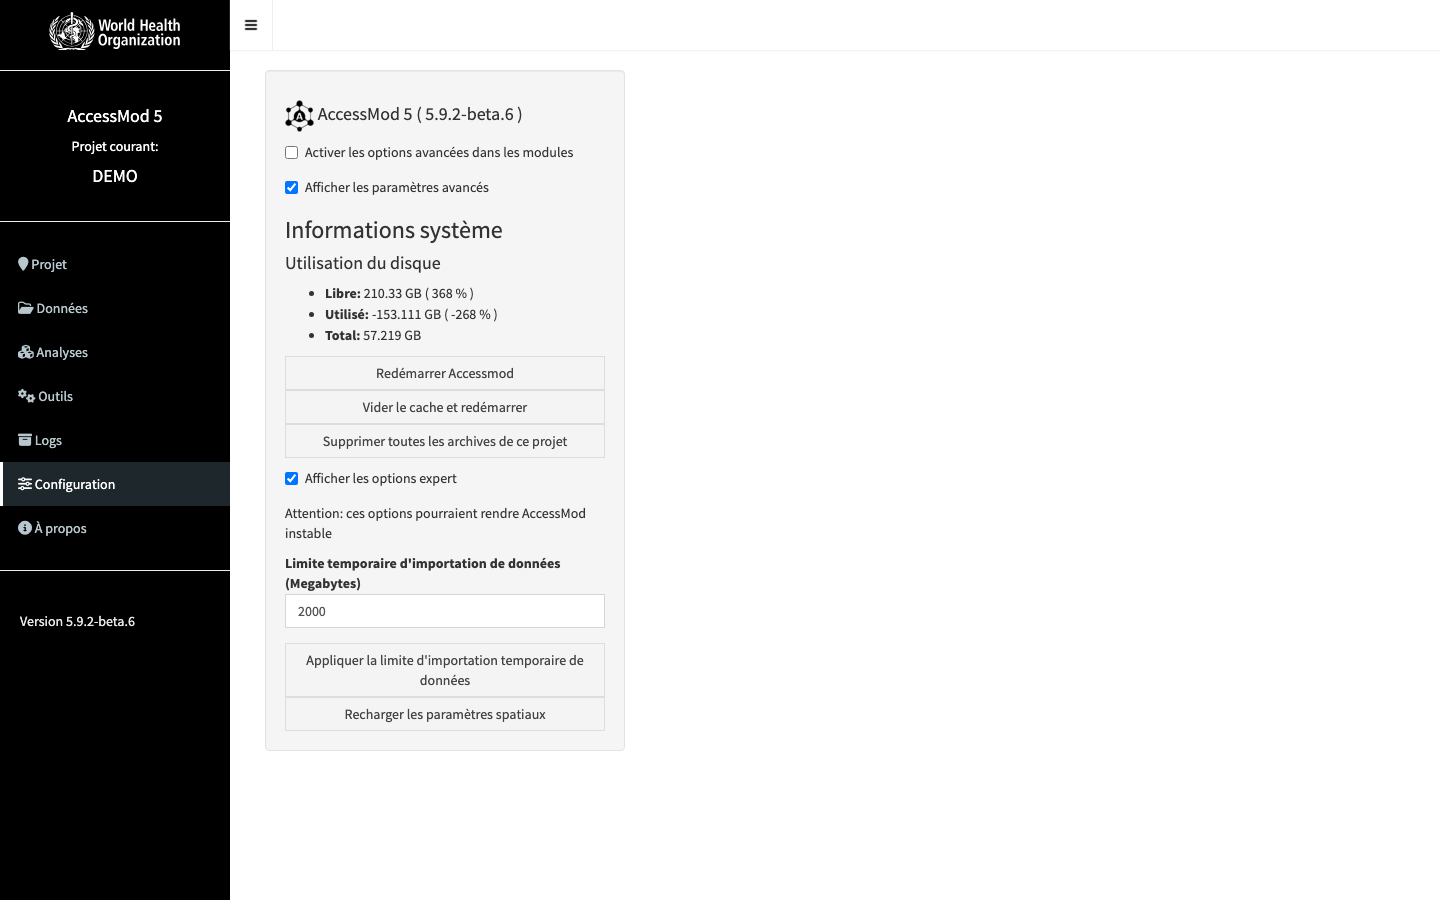 World Health
Organization
AccessMod 5
Projet courant:
DEMO
Projet
Données
Analyses
Outils
Logs
Configuration
À propos
Version 5.9.2-beta.6
AccessMod 5 ( 5.9.2-beta.6 )
Activer les options avancées dans les modules
Afficher les paramètres avancés
Informations système
Utilisation du disque
Libre: 210.33 GB ( 368 % )
Utilisé: -153.111 GB ( -268 % )
Total: 57.219 GB
Redémarrer Accessmod
Vider le cache et redémarrer
Supprimer toutes les archives de ce projet
Afficher les options expert
Attention: ces options pourraient rendre AccessMod
instable
Limite temporaire d'importation de données
(Megabytes)
2000
Appliquer la limite d'importation temporaire de
données
Recharger les paramètres spatiaux